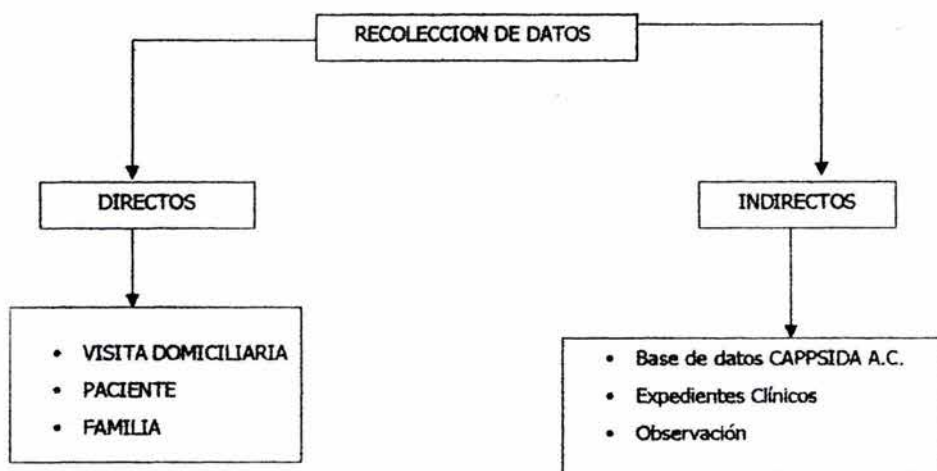 RECOLECCION DE DATOS
DIRECTOS
INDIRECTOS
• VISITA DOMICILIARIA
• PACIENTE
• FAMILIA
• Base de datos CAPPSIDA A.C.
• Expedientes Clínicos
• Observación